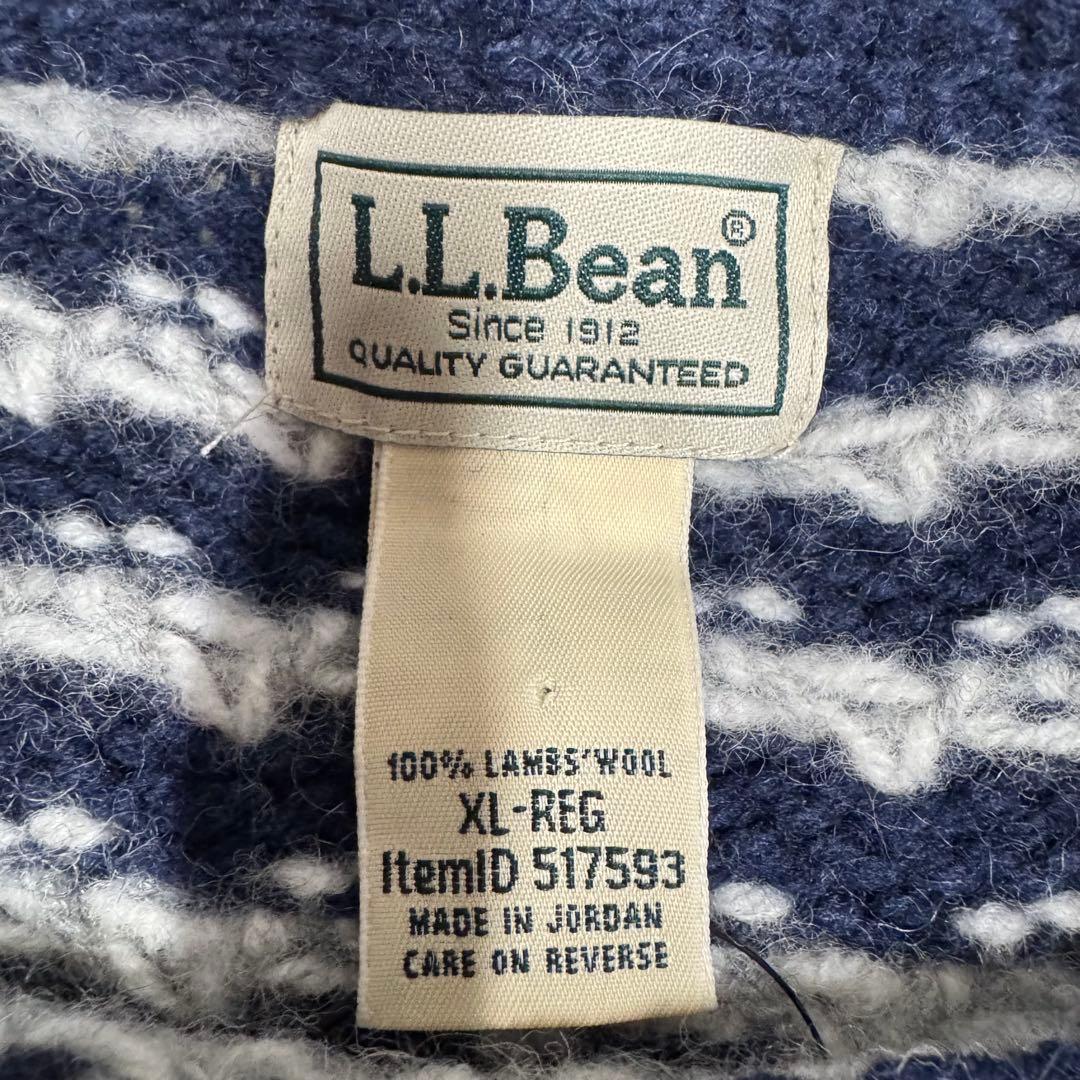 L.L.Bean®
Since 1912
QUALITY GUARANTEED
100% LAMBS'WOOL
XL-REG
ItemID 517593
MADE IN JORDAN
CARE ON REVERSE